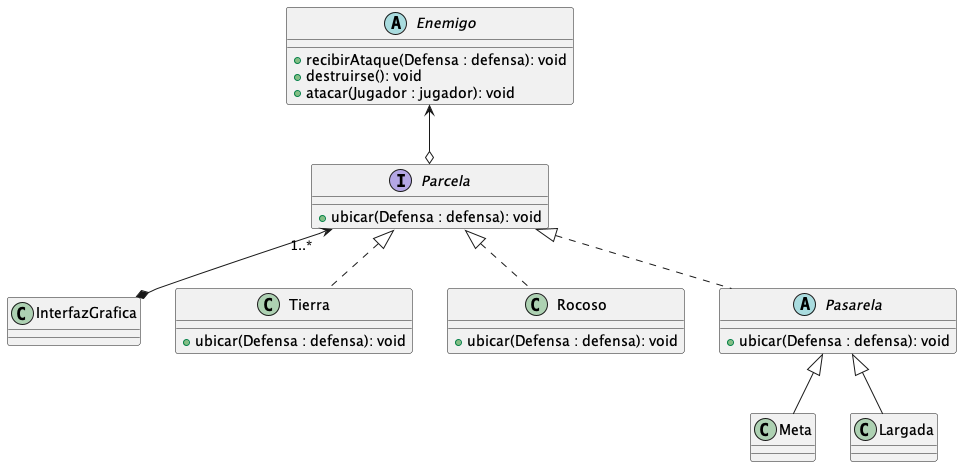 A Enemigo
recibirAtaque(Defensa : defensa): void
destruirse(): void
atacar(Jugador : jugador): void
I Parcela
ubicar(Defensa : defensa): void
1..*
C InterfazGrafica
C Tierra
ubicar(Defensa : defensa): void
C Rocoso
ubicar(Defensa : defensa): void
A Pasarela
ubicar(Defensa : defensa): void
C Meta
C Largada